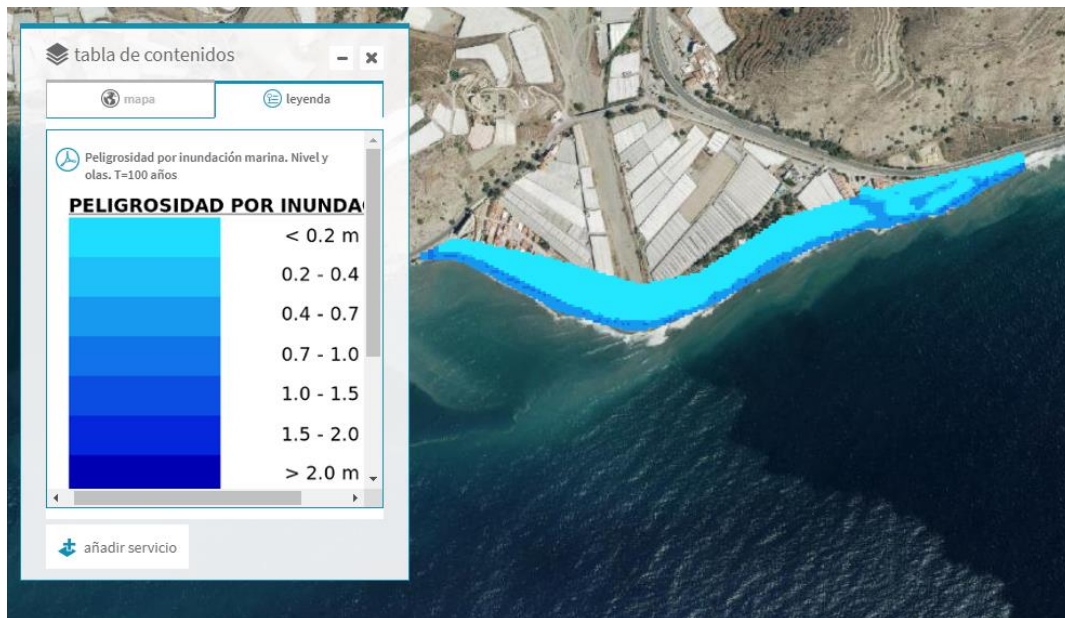 tabla de contenidos
mapa
leyenda
Peligrosidad por inundación marina. Nivel y
olas. T=100 años
PELIGROSIDAD POR INUNDA
< 0.2 m
0.2 - 0.4
0.4 - 0.7
0.7 - 1.0
1.0 - 1.5
1.5 - 2.0
> 2.0 m
añadir servicio